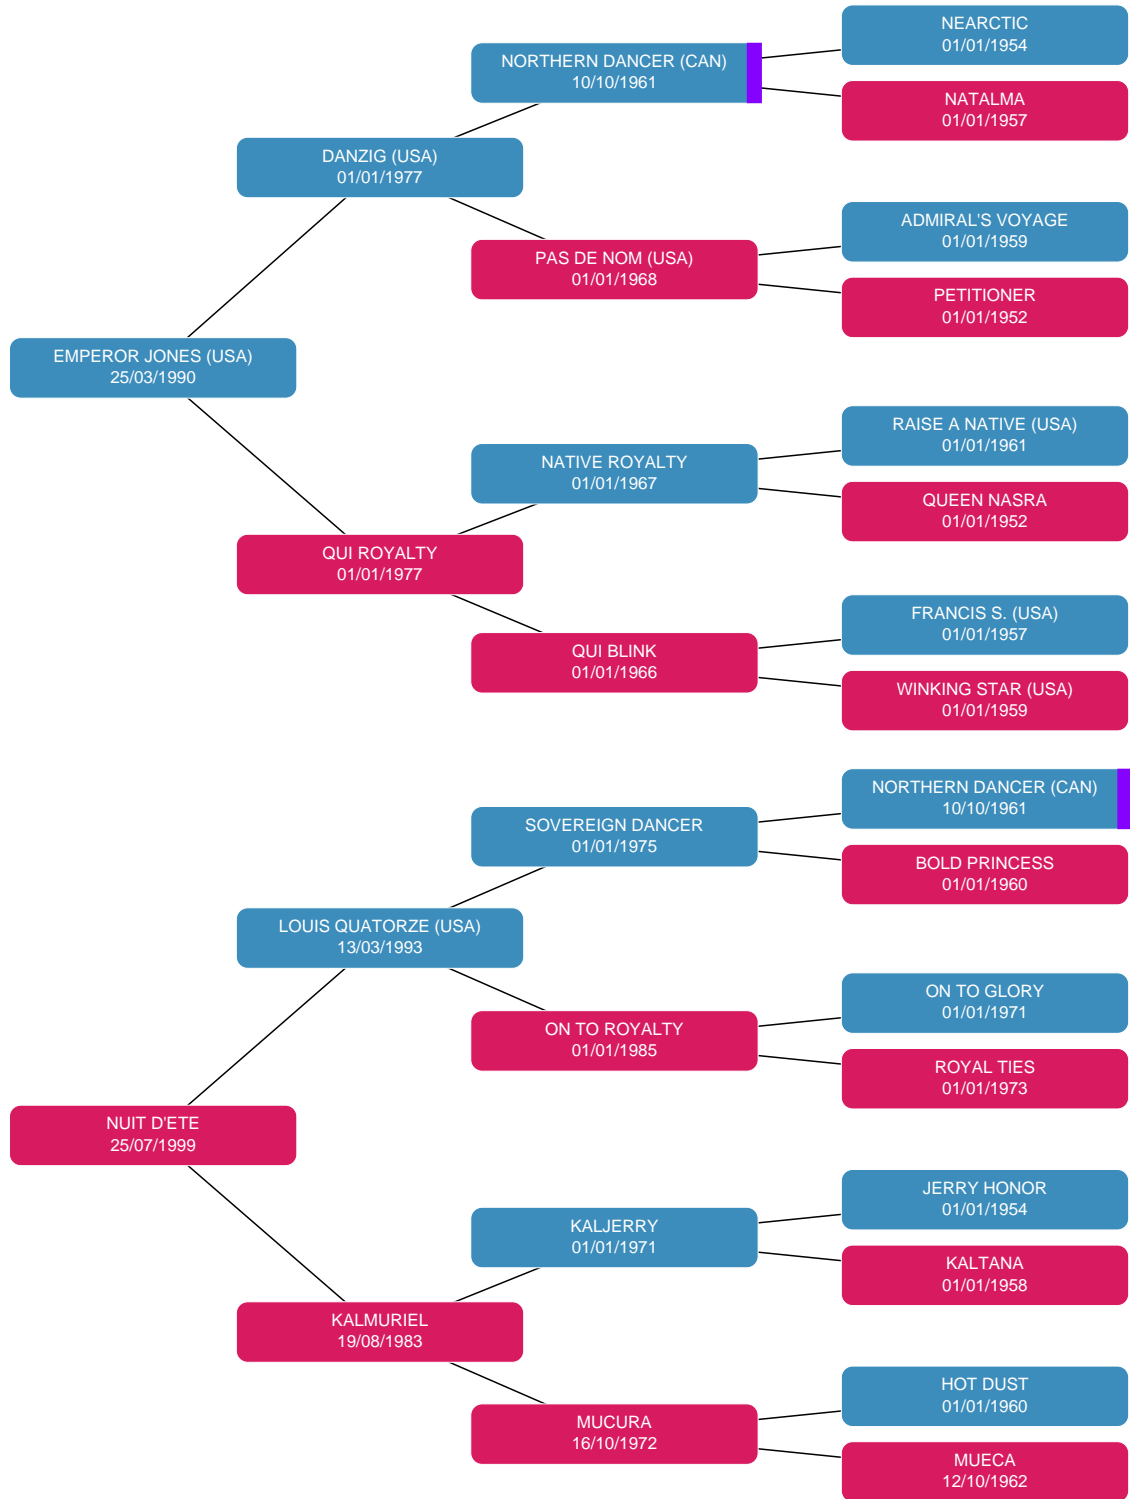 NEARCTIC
01/01/1954
NORTHERN DANCER (CAN)
10/10/1961
NATALMA
01/01/1957
DANZIG (USA)
01/01/1977
ADMIRAL'S VOYAGE
01/01/1959
PAS DE NOM (USA)
01/01/1968
PETITIONER
01/01/1952
EMPEROR JONES (USA)
25/03/1990
RAISE A NATIVE (USA)
01/01/1961
NATIVE ROYALTY
01/01/1967
QUEEN NASRA
01/01/1952
QUI ROYALTY
01/01/1977
FRANCIS S. (USA)
01/01/1957
QUI BLINK
01/01/1966
WINKING STAR (USA)
01/01/1959
NORTHERN DANCER (CAN)
10/10/1961
SOVEREIGN DANCER
01/01/1975
BOLD PRINCESS
01/01/1960
LOUIS QUATORZE (USA)
13/03/1993
ON TO GLORY
01/01/1971
ON TO ROYALTY
01/01/1985
ROYAL TIES
01/01/1973
NUIT D'ETE
25/07/1999
JERRY HONOR
01/01/1954
KALJERRY
01/01/1971
KALTANA
01/01/1958
KALMURIEL
19/08/1983
HOT DUST
01/01/1960
MUCURA
16/10/1972
MUECA
12/10/1962